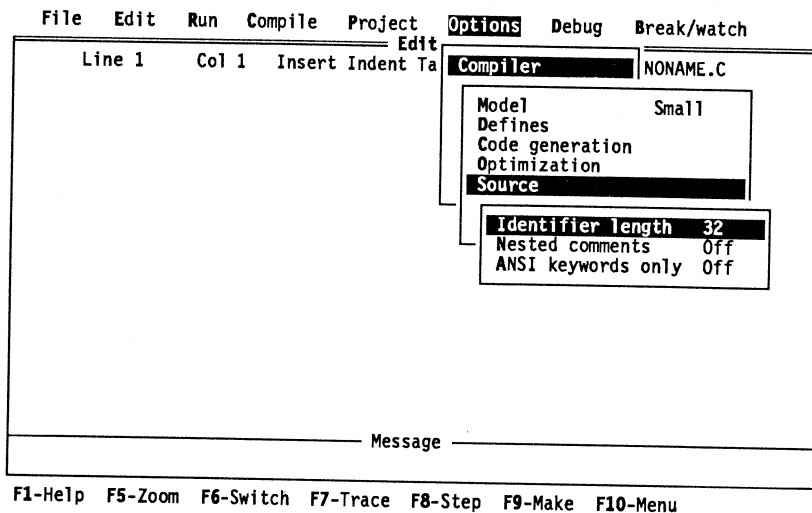 File Edit Run Compile Project Options Debug Break/watch
Edit
Line 1 Col 1 Insert Indent Ta Compiler NONAME.C
Model Small
Defines
Code generation
Optimization
Source
Identifier length 32
Nested comments Off
ANSI keywords only Off
Message
F1-Help F5-Zoom F6-Switch F7-Trace F8-Step F9-Make F10-Menu